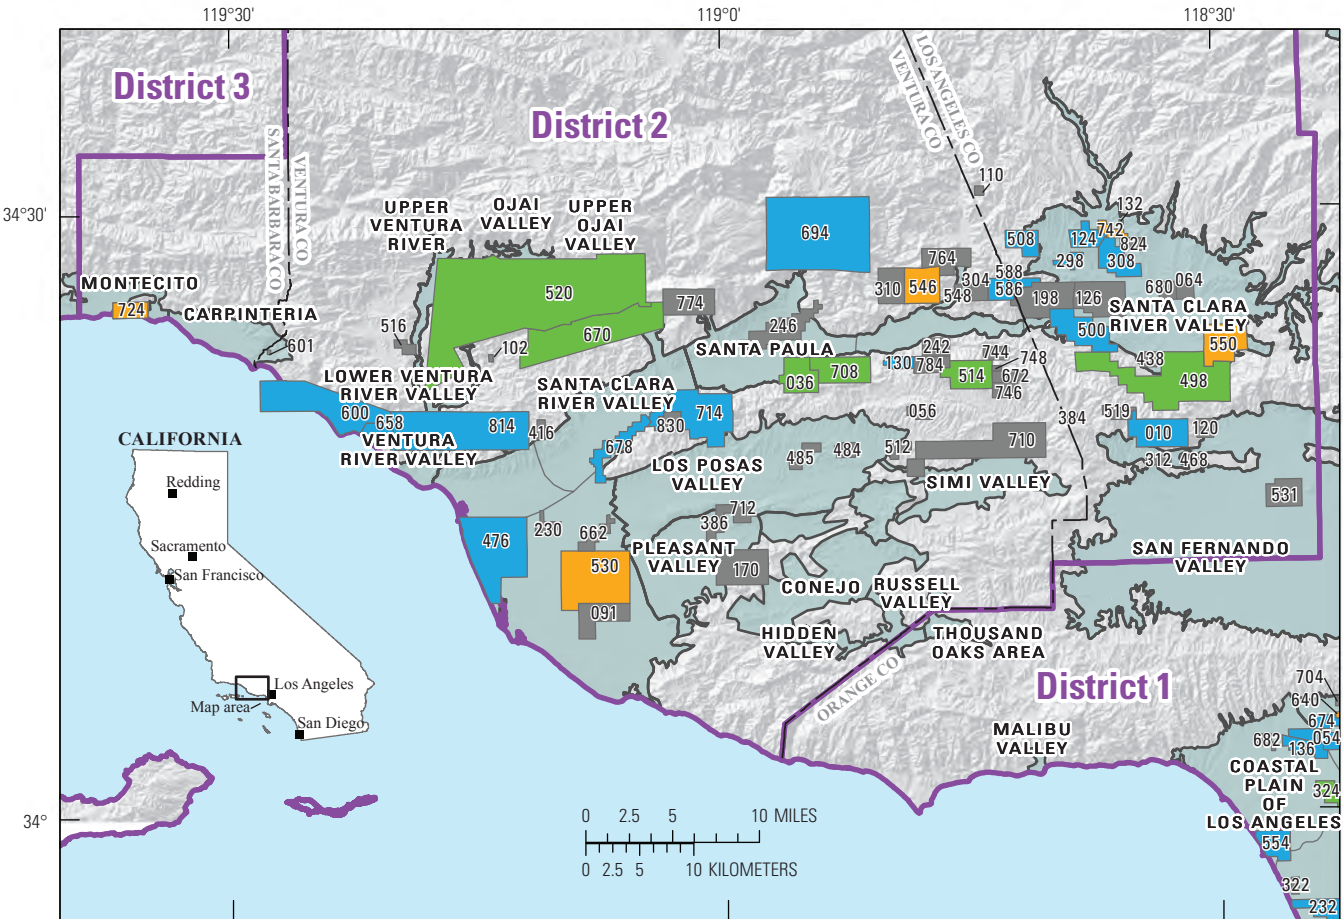 119°30'
119°0'
118°30'
34°30'
34°
District 3
District 2
District 1
SANTA BARBARA CO
VENTURA CO
LOS ANGELES CO
VENTURA CO
ORANGE CO
110
132
UPPER
VENTURA
RIVER
OJAI
VALLEY
UPPER
OJAI
VALLEY
694
508
124
742
824
298
308
764
304
588
586
310
546
548
198
126
680
064
MONTECITO
724
CARPINTERIA
601
520
774
516
102
670
246
SANTA PAULA
SANTA CLARA
RIVER VALLEY
500
550
438
498
036
708
130
242
784
744
748
514
672
746
LOWER VENTURA
RIVER VALLEY
SANTA CLARA
RIVER VALLEY
600
658
814
416
830
714
678
056
384
519
010
120
312
468
VENTURA
RIVER VALLEY
485
484
512
710
LOS POSAS
VALLEY
SIMI VALLEY
531
476
230
662
386
712
530
091
PLEASANT
VALLEY
170
CONEJO
RUSSELL
VALLEY
SAN FERNANDO
VALLEY
HIDDEN
VALLEY
THOUSAND
OAKS AREA
MALIBU
VALLEY
704
640
674
054
682
136
COASTAL
PLAIN
OF
LOS ANGELES
324
554
322
232
CALIFORNIA
Redding
Sacramento
San Francisco
Los Angeles
Map area
San Diego
0 2.5 5 10 MILES
0 2.5 5 10 KILOMETERS